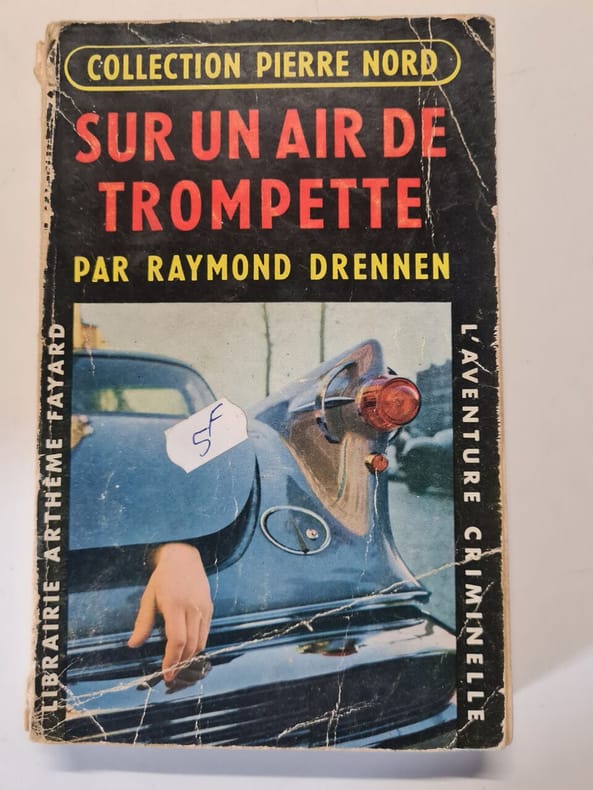 COLLECTION PIERRE NORD
SUR UN AIR DE
TROMPETTE
PAR RAYMOND DRENNEN
LIBRAIRIE ARTHÈME FAYARD
L'AVENTURE CRIMINELLE
5F